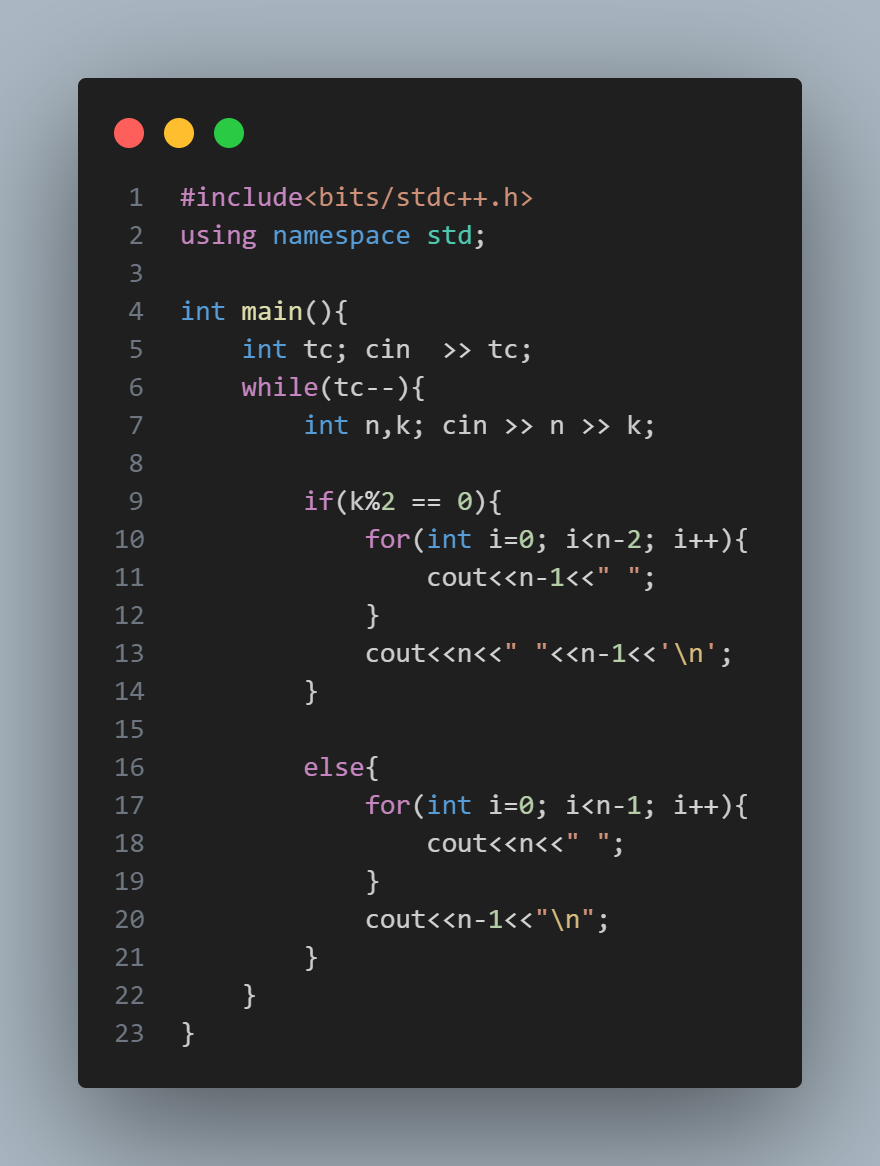 1 #include<bits/stdc++.h>
2 using namespace std;
3
4 int main(){
5     int tc; cin  >> tc;
6     while(tc--){
7         int n,k; cin >> n >> k;
8
9         if(k%2 == 0){
10             for(int i=0; i<n-2; i++){
11                 cout<<n-1<<" ";
12             }
13             cout<<n<<" "<<n-1<<'\n';
14         }
15
16         else{
17             for(int i=0; i<n-1; i++){
18                 cout<<n<<" ";
19             }
20             cout<<n-1<<"\n";
21         }
22     }
23 }